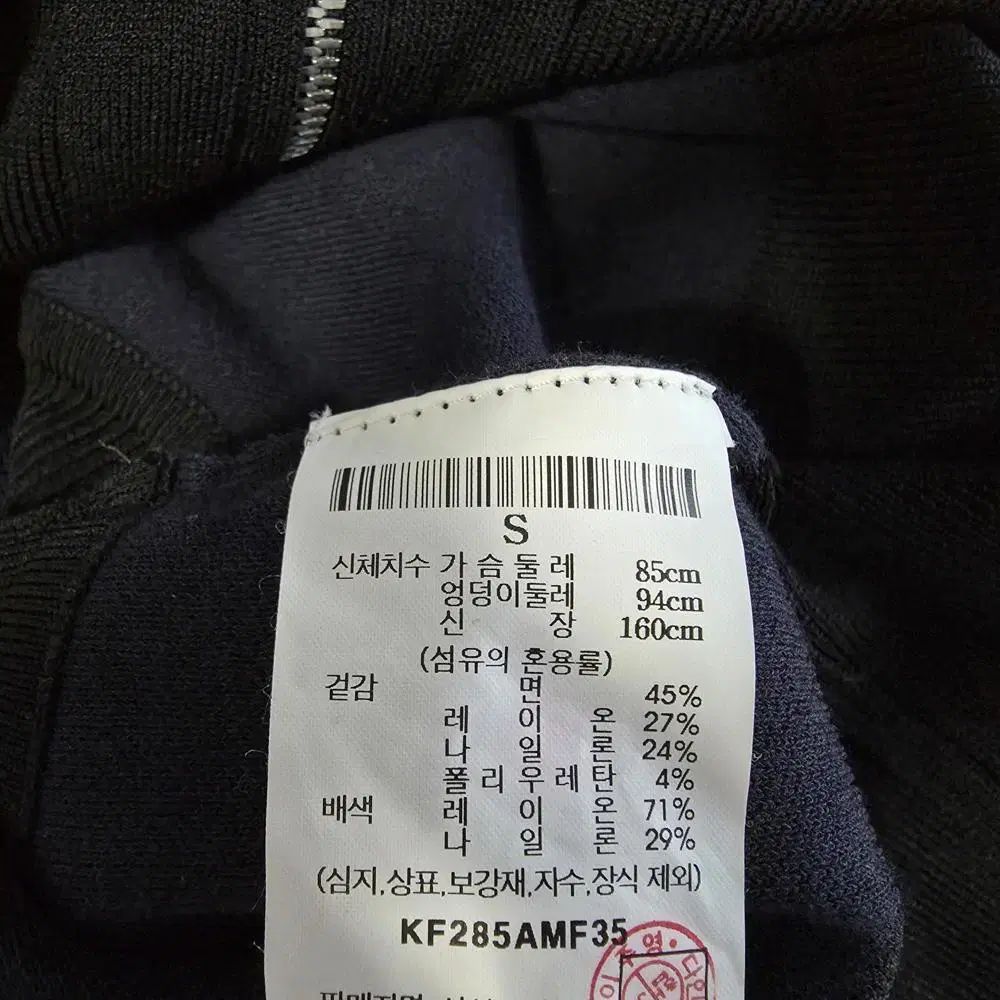 S
신체치수 가슴둘레 85cm
엉덩이둘레 94cm
신 장 160cm
(섬유의 혼용률)
겉감 면 45%
레 이 온 27%
나 일 론 24%
폴 리 우 레 탄 4%
배색 레 이 온 71%
나 일 론 29%
(심지,상표,보강재,자수,장식 제외)
KF285AMF35